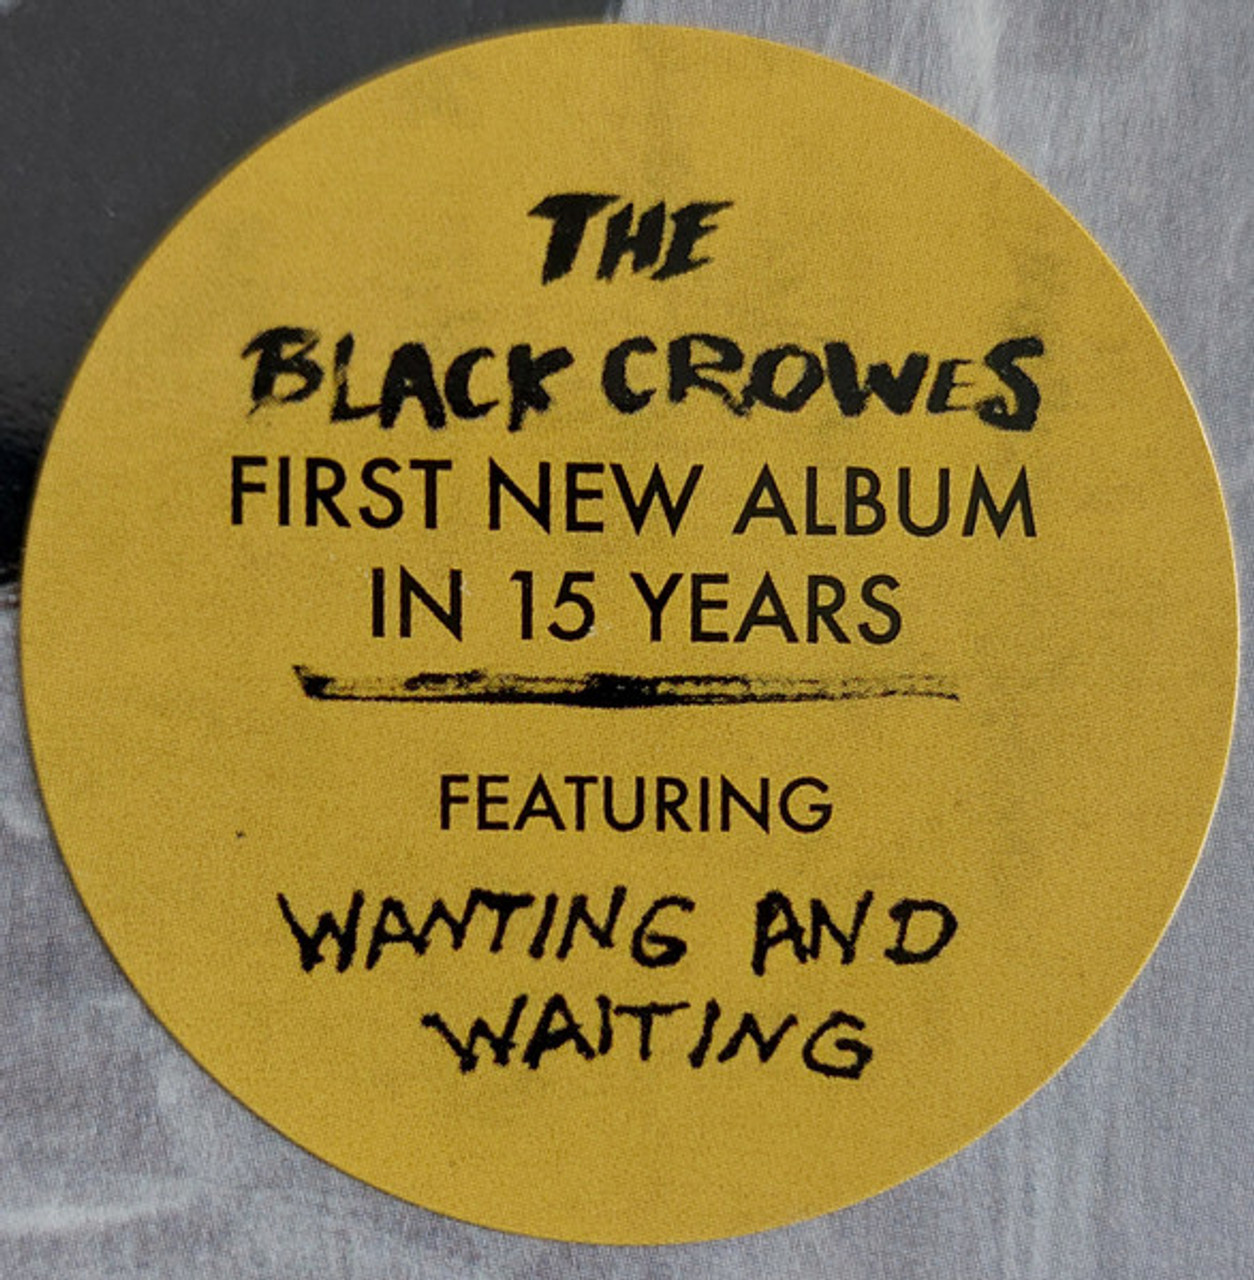 THE
BLACK CROWES
FIRST NEW ALBUM
IN 15 YEARS
FEATURING
WANTING AND
WAITING